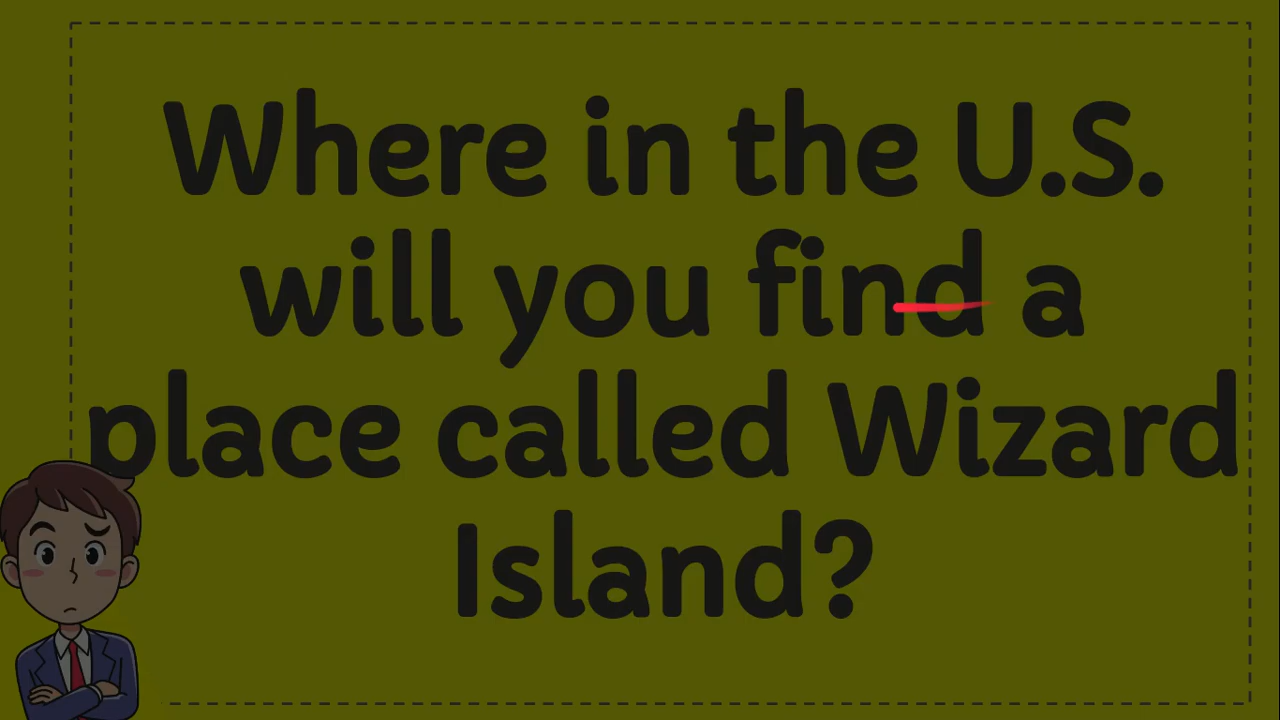 Where in the U.S.
will you find a
place called Wizard
Island?